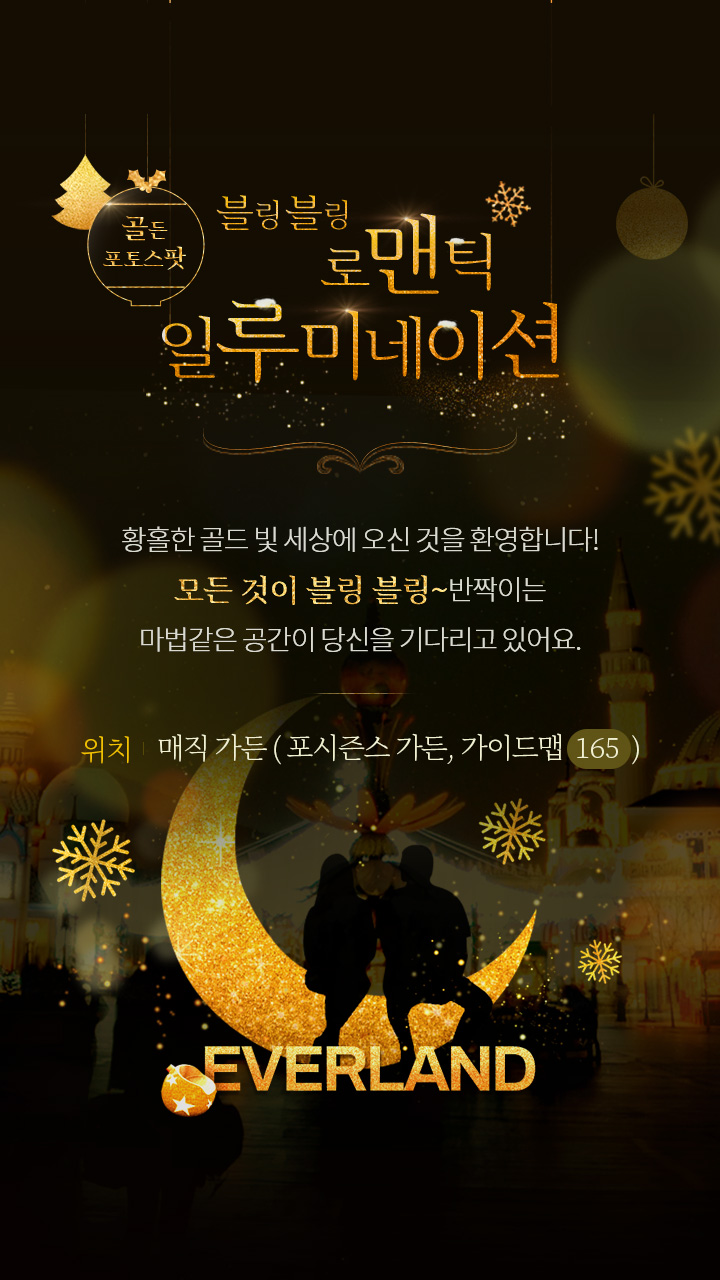 골든
포토스팟
블링블링
로맨틱
일루미네이션
황홀한 골드 빛 세상에 오신 것을 환영합니다!
모든 것이 블링 블링~반짝이는
마법같은 공간이 당신을 기다리고 있어요.
위치 매직 가든 ( 포시즌스 가든, 가이드맵 165 )
EVERLAND